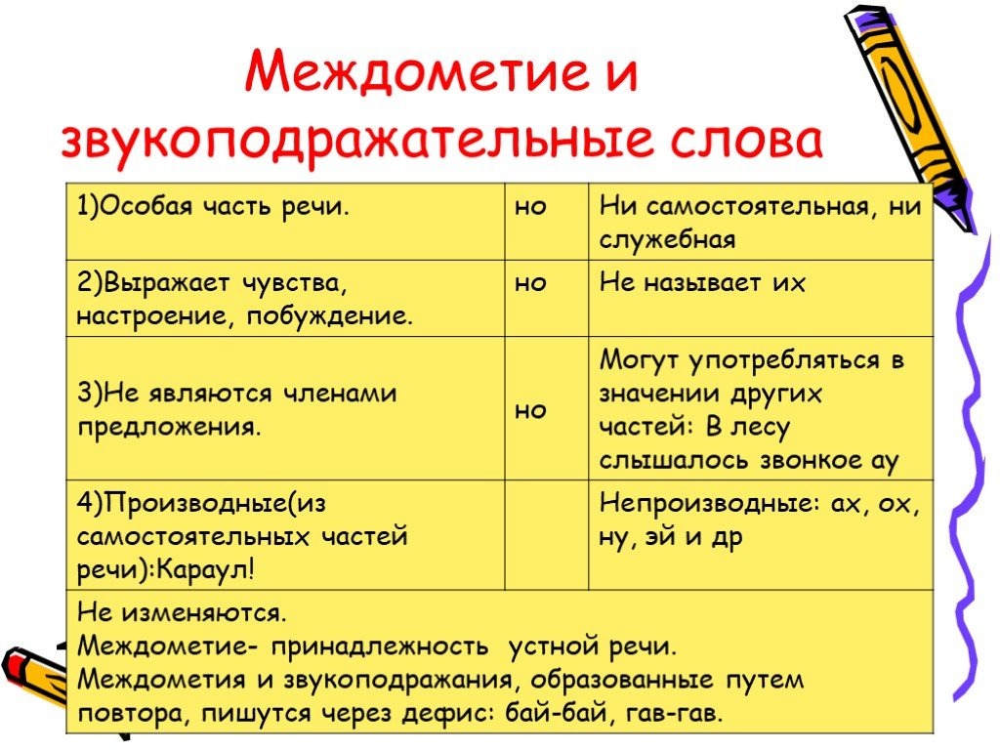 Междометие и
звукоподражательные слова
1)Особая часть речи.
но
Ни самостоятельная, ни
служебная
2)Выражает чувства,
настроение, побуждение.
но
Не называет их
3)Не являются членами
предложения.
но
Могут употребляться в
значении других
частей: В лесу
слышалось звонкое ау
4)Производные(из
самостоятельных частей
речи):Караул!
Непроизводные: ах, ох,
ну, эй и др
Не изменяются.
Междометие- принадлежность устной речи.
Междометия и звукоподражания, образованные путем
повтора, пишутся через дефис: бай-бай, гав-гав.